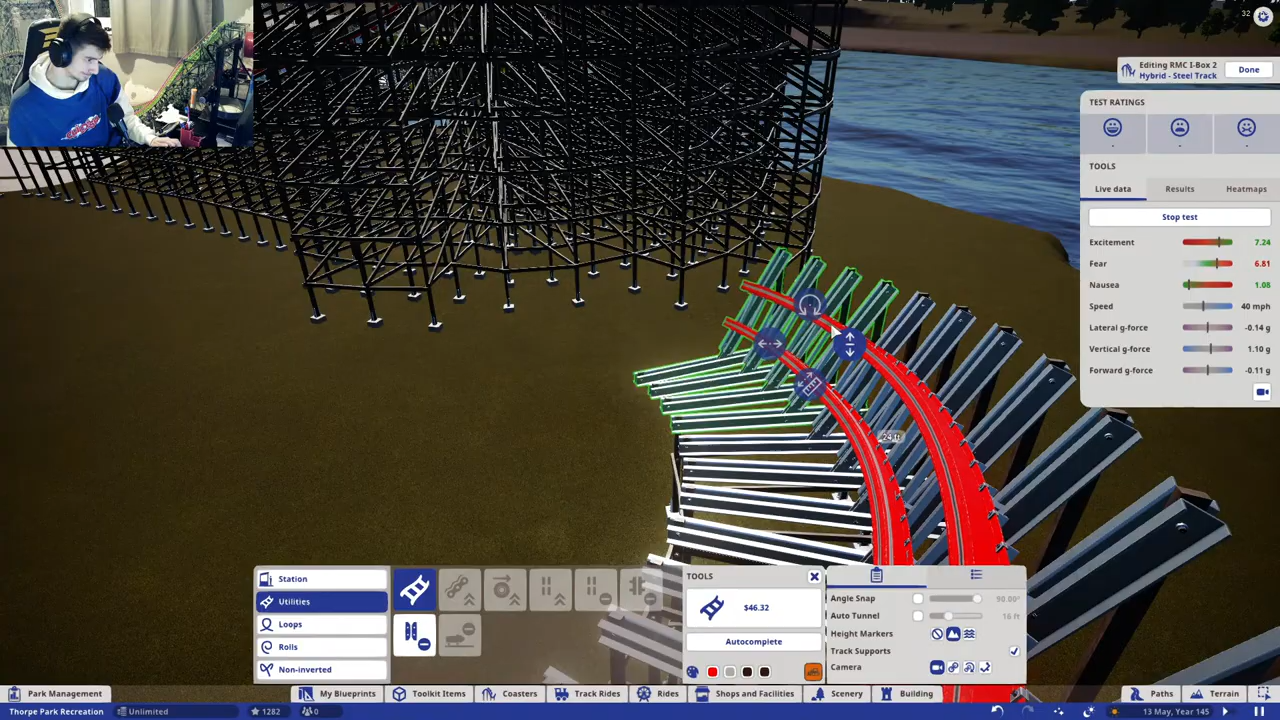 32
Editing RMC I-Box 2
Hybrid - Steel Track
Done
TEST RATINGS
- - -
TOOLS
Live data Results Heatmaps
Stop test
Excitement 7.24
Fear 6.81
Nausea 1.08
Speed 40 mph
Lateral g-force -0.14 g
Vertical g-force 1.10 g
Forward g-force -0.11 g
24 ft
Station
Utilities
Loops
Rolls
Non-inverted
TOOLS
$46.32
Autocomplete
Angle Snap 90.00°
Auto Tunnel 16 ft
Height Markers
Track Supports
Camera
Park Management My Blueprints Toolkit Items Coasters Track Rides Rides Shops and Facilities Scenery Building Paths Terrain
Thorpe Park Recreation Unlimited 1282 0 13 May, Year 145